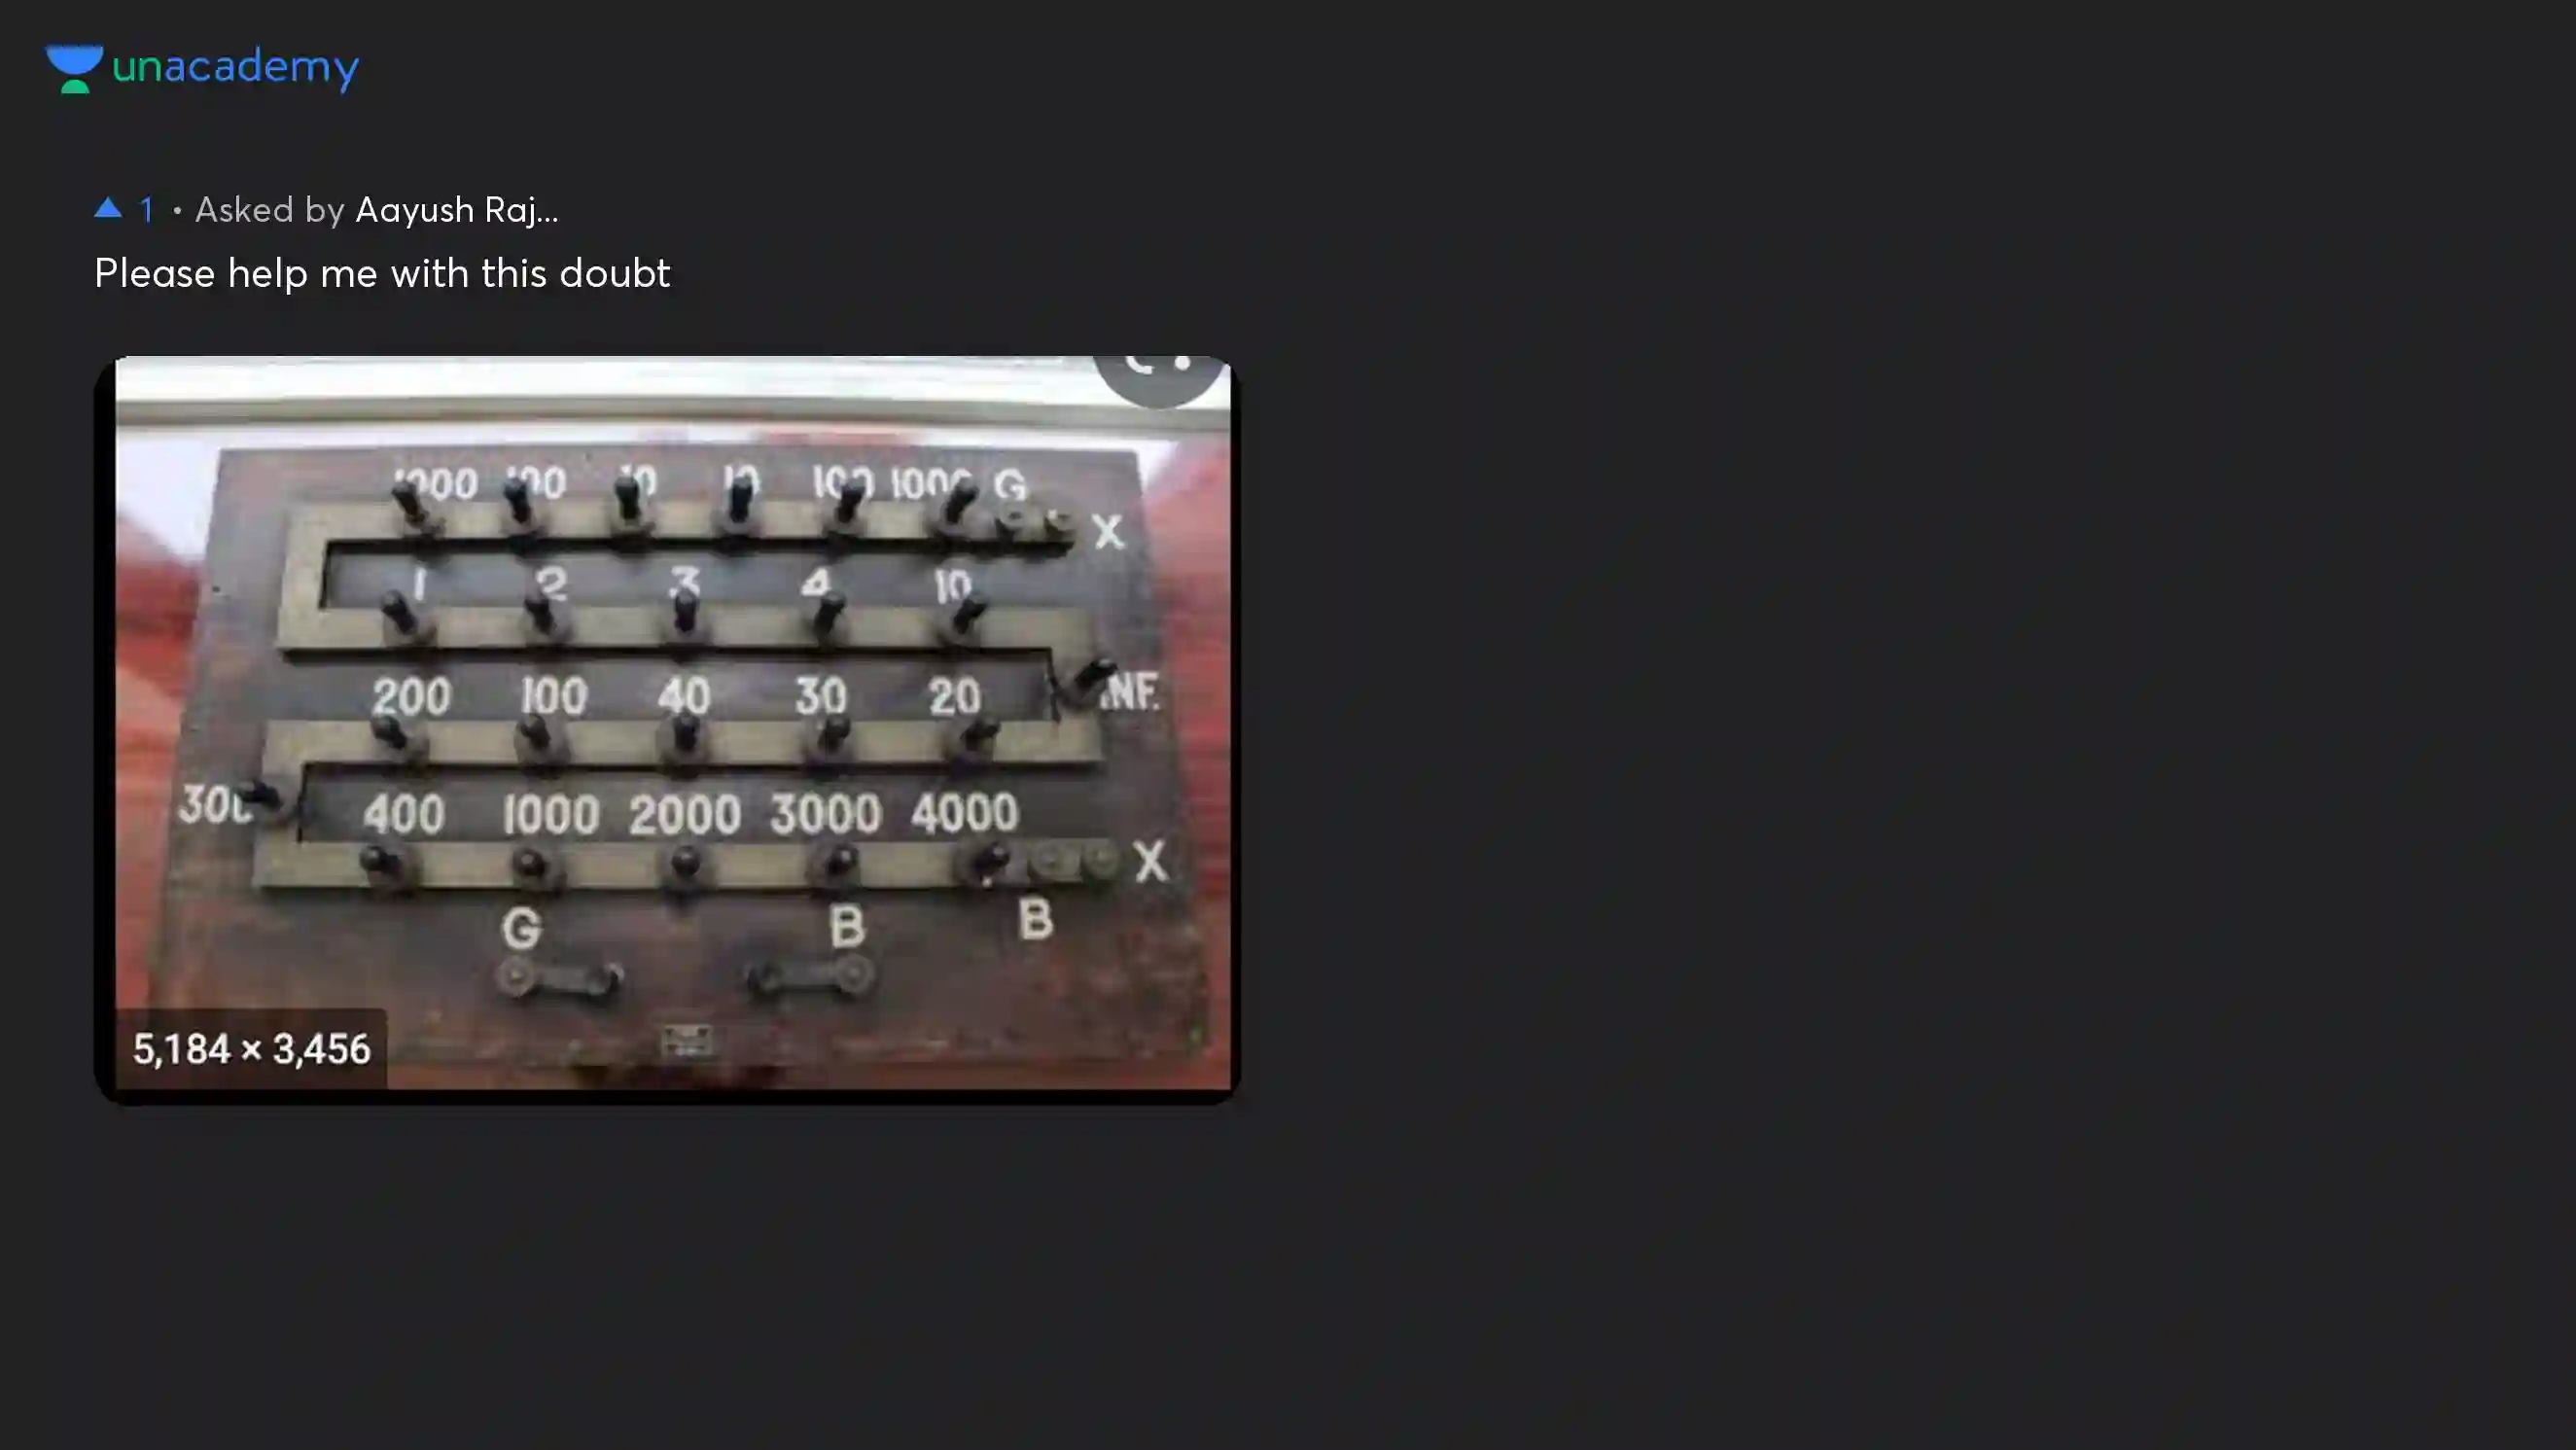 unacademy
1 • Asked by Aayush Raj...
Please help me with this doubt
1000 100 10 10 100 1000 G
X
1 2 3 4 10
200 100 40 30 20 INF.
300 400 1000 2000 3000 4000
X
G B B
5,184 × 3,456